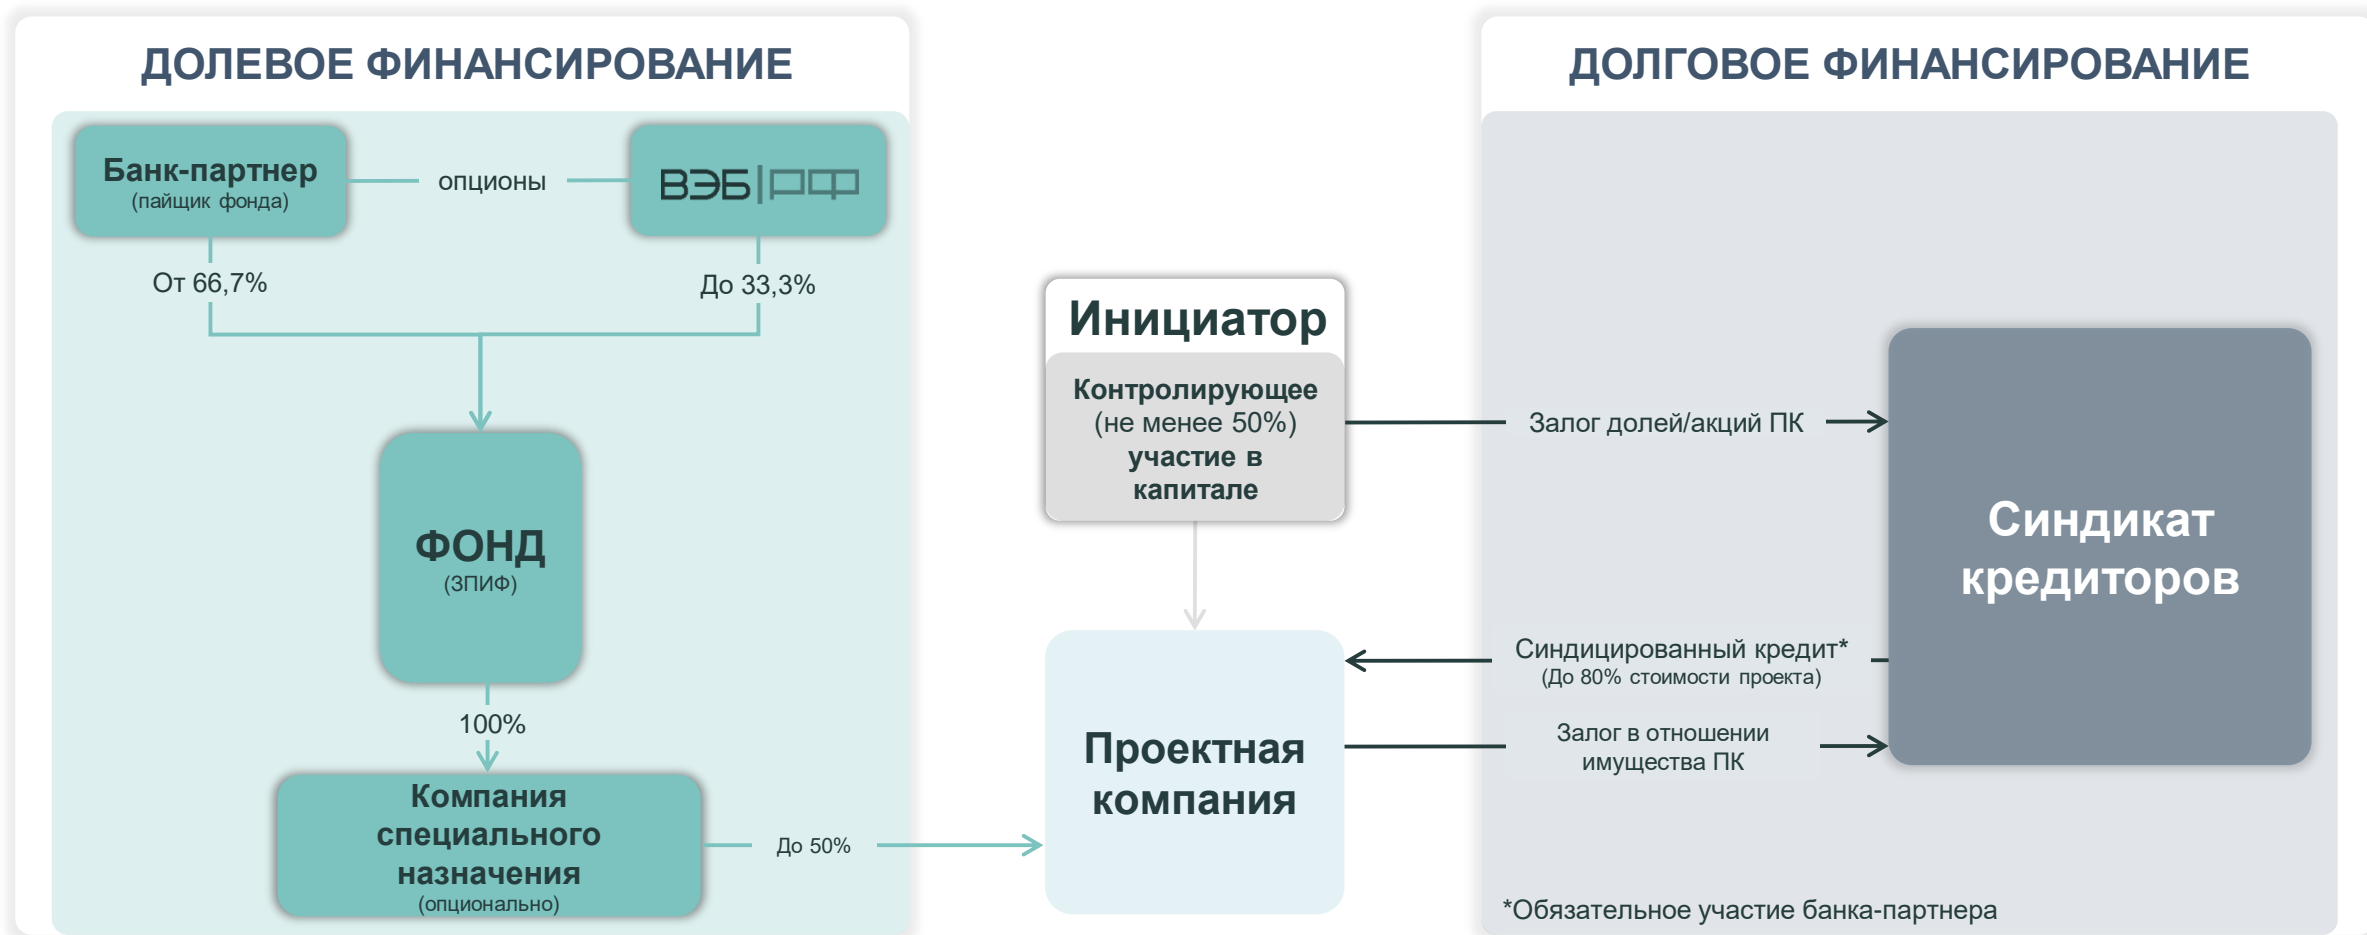 ДОЛЕВОЕ ФИНАНСИРОВАНИЕ
Банк-партнер
(пайщик фонда)
опционы
ВЭБ|РФ
От 66,7%
До 33,3%
ФОНД
(ЗПИФ)
100%
Компания
специального
назначения
(опционально)
До 50%
Инициатор
Контролирующее
(не менее 50%)
участие в
капитале
Проектная
компания
ДОЛГОВОЕ ФИНАНСИРОВАНИЕ
Залог долей/акций ПК
Синдикат
кредиторов
Синдицированный кредит*
(До 80% стоимости проекта)
Залог в отношении
имущества ПК
*Обязательное участие банка-партнера